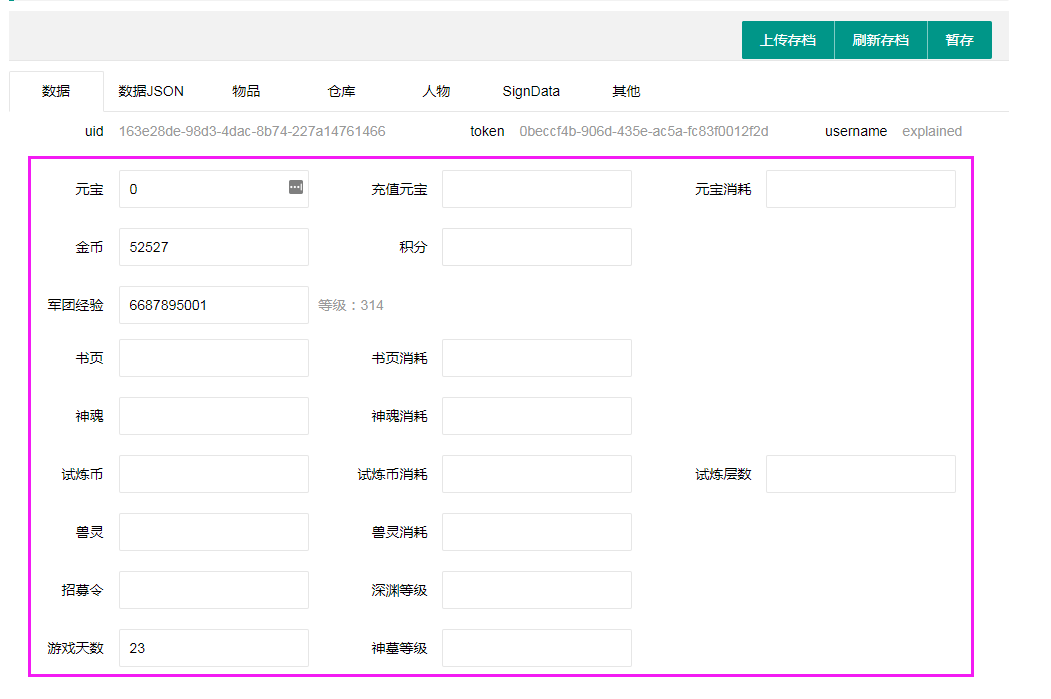 上传存档 刷新存档 暂存
数据 数据JSON 物品 仓库 人物 SignData 其他
uid 163e28de-98d3-4dac-8b74-227a14761466 token 0beccf4b-906d-435e-ac5a-fc83f0012f2d username explained
元宝 0 充值元宝 元宝消耗
金币 52527 积分
军团经验 6687895001 等级：314
书页 书页消耗
神魂 神魂消耗
试炼币 试炼币消耗 试炼层数
兽灵 兽灵消耗
招募令 深渊等级
游戏天数 23 神墓等级